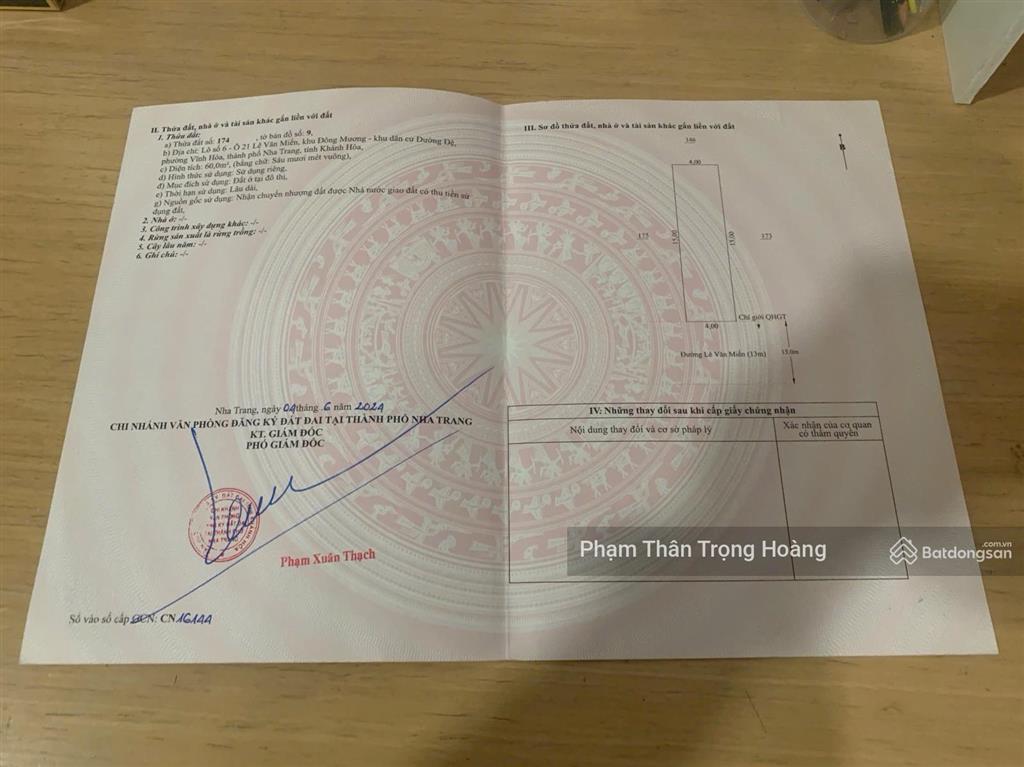 II. Thửa đất, nhà ở và tài sản khác gắn liền với đất
1. Thửa đất:
a) Thửa đất số: 174 , tờ bản đồ số: 9,
b) Địa chỉ: Lô số 6 - Ô 21 Lê Văn Miến, khu Đông Mương - khu dân cư Đường Đệ,
phường Vĩnh Hòa, thành phố Nha Trang, tỉnh Khánh Hòa,
c) Diện tích: 60,0m², (bằng chữ: Sáu mươi mét vuông),
d) Hình thức sử dụng: Sử dụng riêng,
đ) Mục đích sử dụng: Đất ở tại đô thị,
e) Thời hạn sử dụng: Lâu dài,
g) Nguồn gốc sử dụng: Nhận chuyển nhượng đất được Nhà nước giao đất có thu tiền sử
dụng đất,
2. Nhà ở: -/-
3. Công trình xây dựng khác: -/-
4. Rừng sản xuất là rừng trồng: -/-
5. Cây lâu năm: -/-
6. Ghi chú: -/-
Nha Trang, ngày 04 tháng 6 năm 2024
CHI NHÁNH VĂN PHÒNG ĐĂNG KÝ ĐẤT ĐAI TẠI THÀNH PHỐ NHA TRANG
KT. GIÁM ĐỐC
PHÓ GIÁM ĐỐC
Phạm Xuân Thạch
Số vào sổ cấp GCN: CN16144
III. Sơ đồ thửa đất, nhà ở và tài sản khác gắn liền với đất
B
4,00
175
15,00
15,00
173
Chỉ giới QHGT
4,00
Đường Lê Văn Miến (13m)
13.0m
IV: Những thay đổi sau khi cấp giấy chứng nhận
Nội dung thay đổi và cơ sở pháp lý
Xác nhận của cơ quan
có thẩm quyền
Phạm Thân Trọng Hoàng
Batdongsan
.com.vn